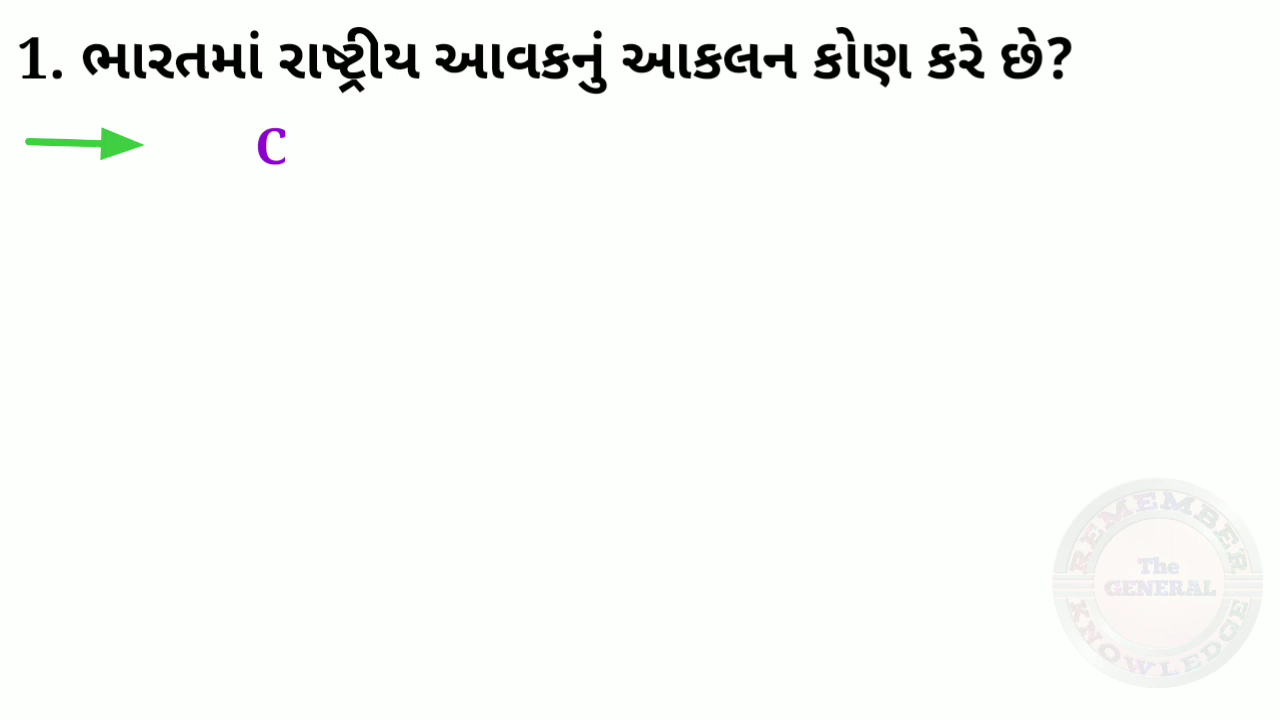 1. ભારતમાં રાષ્ટ્રીય આવકનું આકલન કોણ કરે છે?
C
REMEMBER
The
GENERAL
KNOWLEDGE